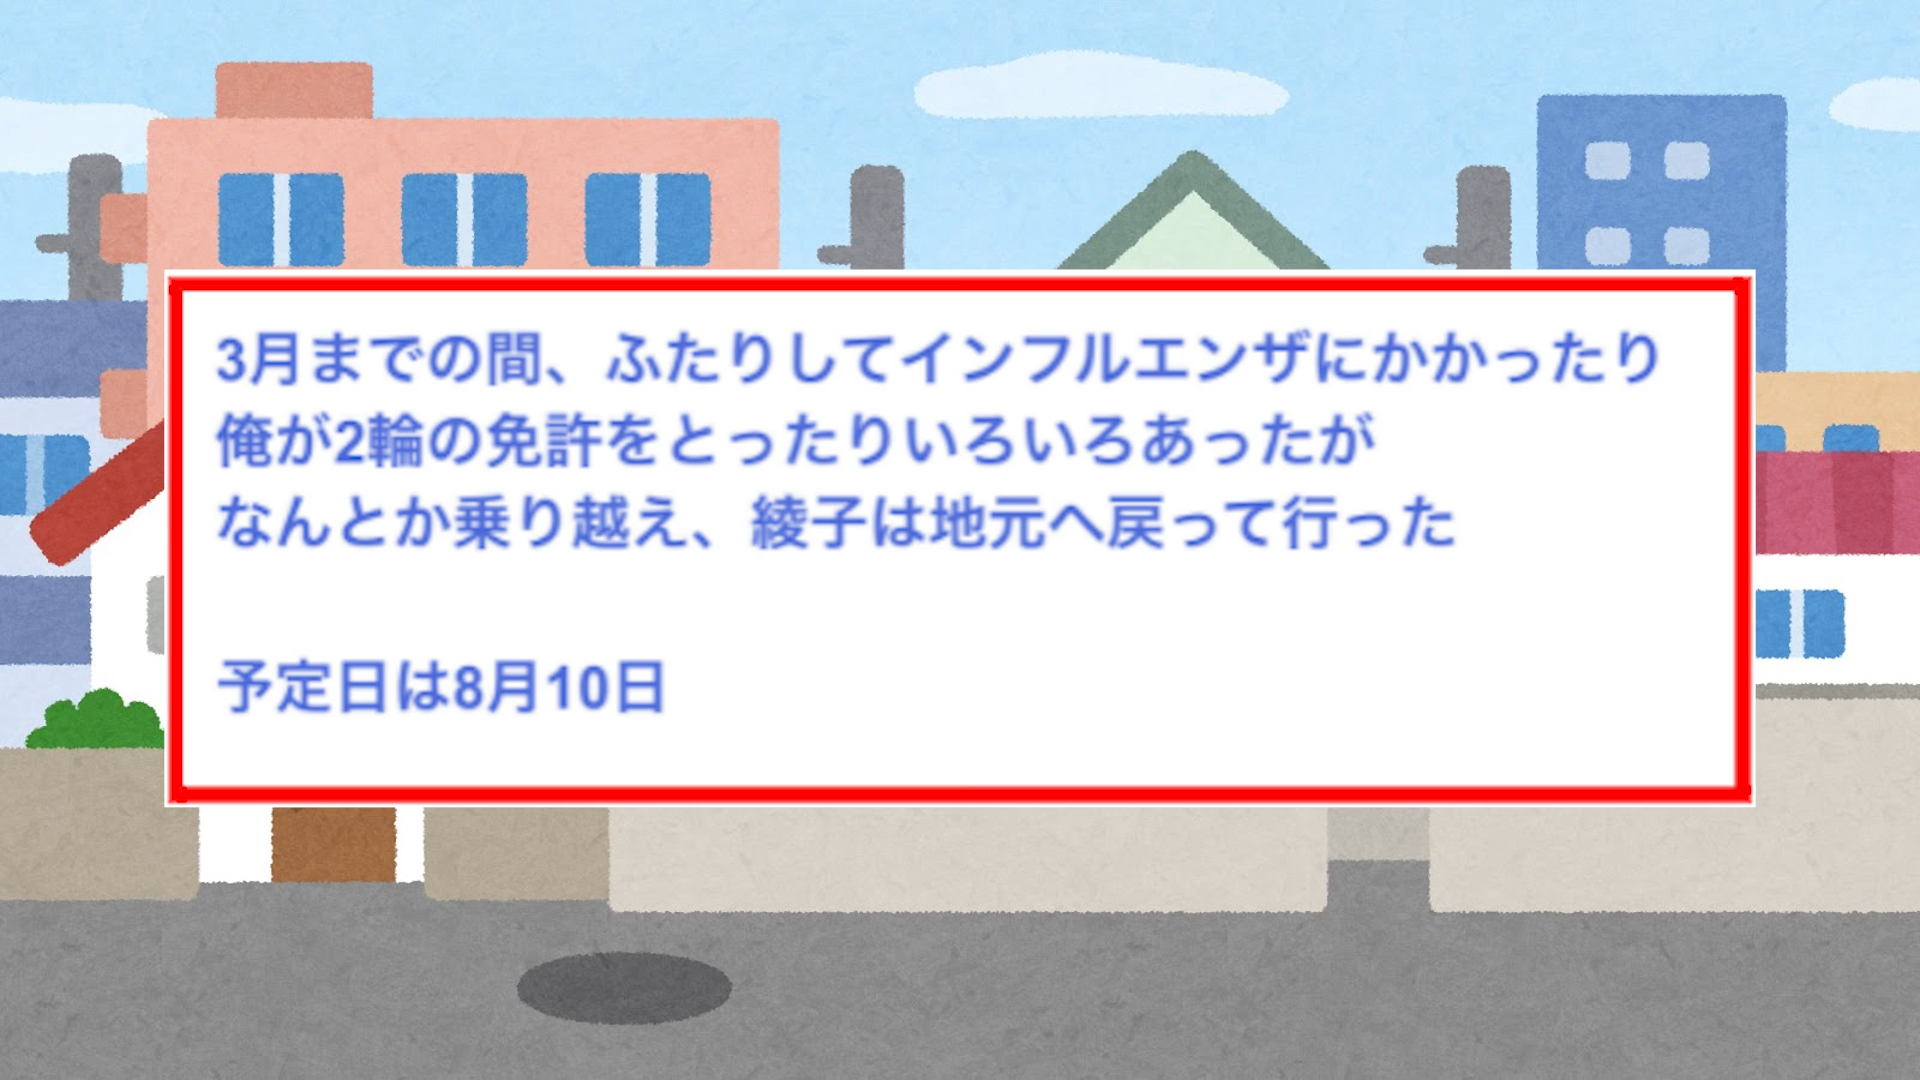 3月までの間、ふたりしてインフルエンザにかかったり
俺が2輪の免許をとったりいろいろあったが
なんとか乗り越え、綾子は地元へ戻って行った
予定日は8月10日